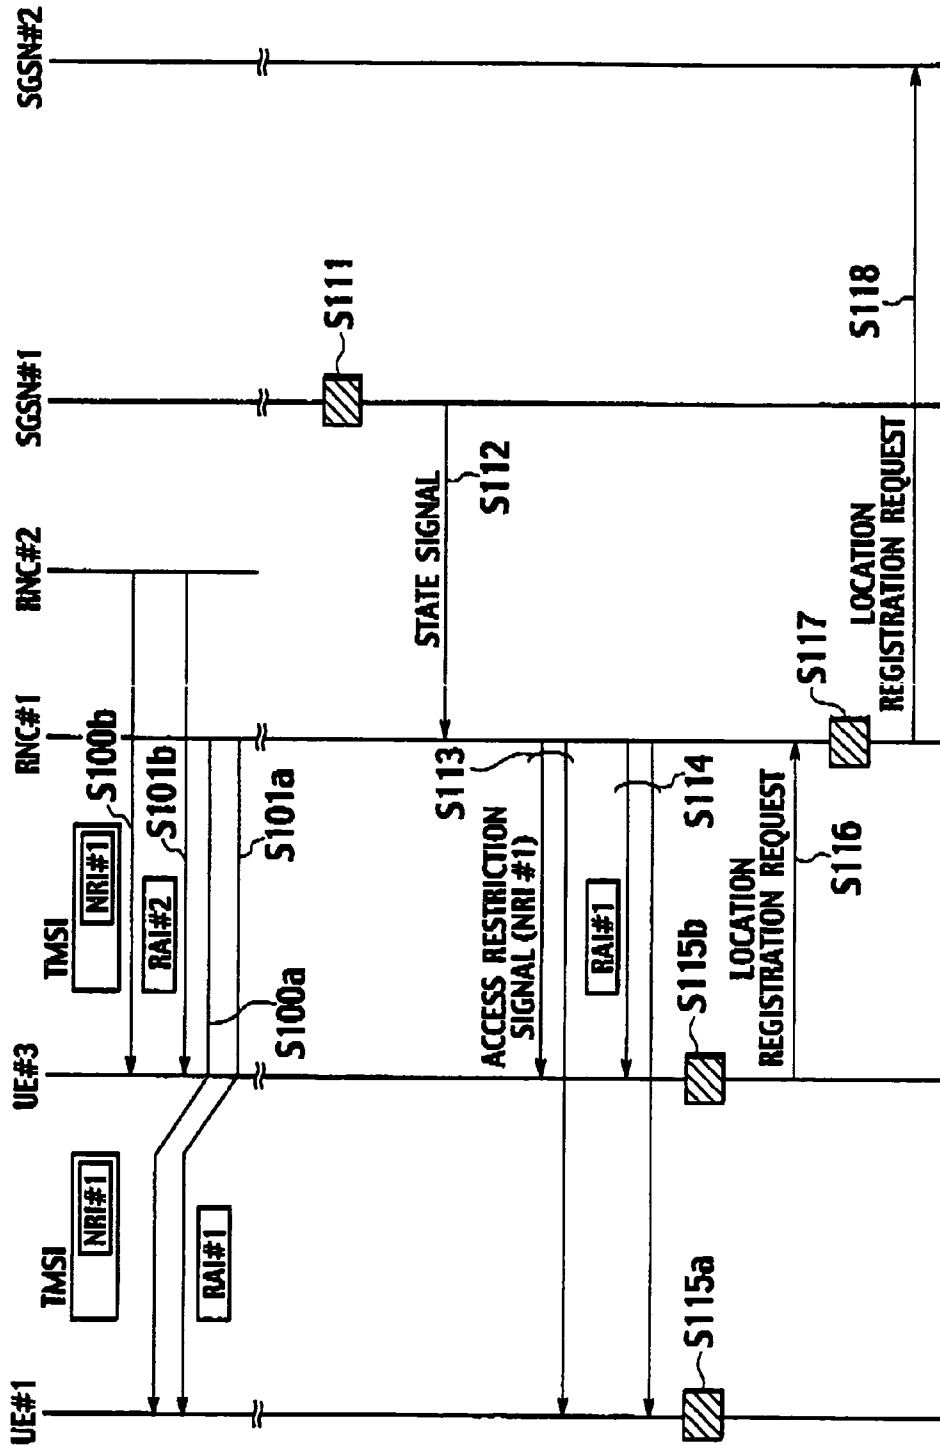 UE#1
UE#3
RNC#1
RNC#2
SGSN#1
SGSN#2
TMSI
NRI#1
TMSI
NRI#1
S100b
RAI#2
S101b
RAI#1
S100a
S101a
S111
STATE SIGNAL
S112
ACCESS RESTRICTION
SIGNAL (NRI #1)
S113
RAI#1
S114
S115a
S115b
LOCATION
REGISTRATION REQUEST
S116
S117
LOCATION
REGISTRATION REQUEST
S118